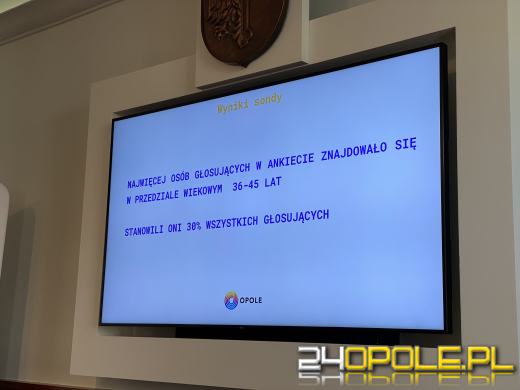 Wyniki sondy
NAJWIĘCEJ OSÓB GŁOSUJĄCYCH W ANKIECIE ZNAJDOWAŁO SIĘ
W PRZEDZIALE WIEKOWYM 36-45 LAT
STANOWILI ONI 30% WSZYSTKICH GŁOSUJĄCYCH
OPOLE
24OPOLE.PL